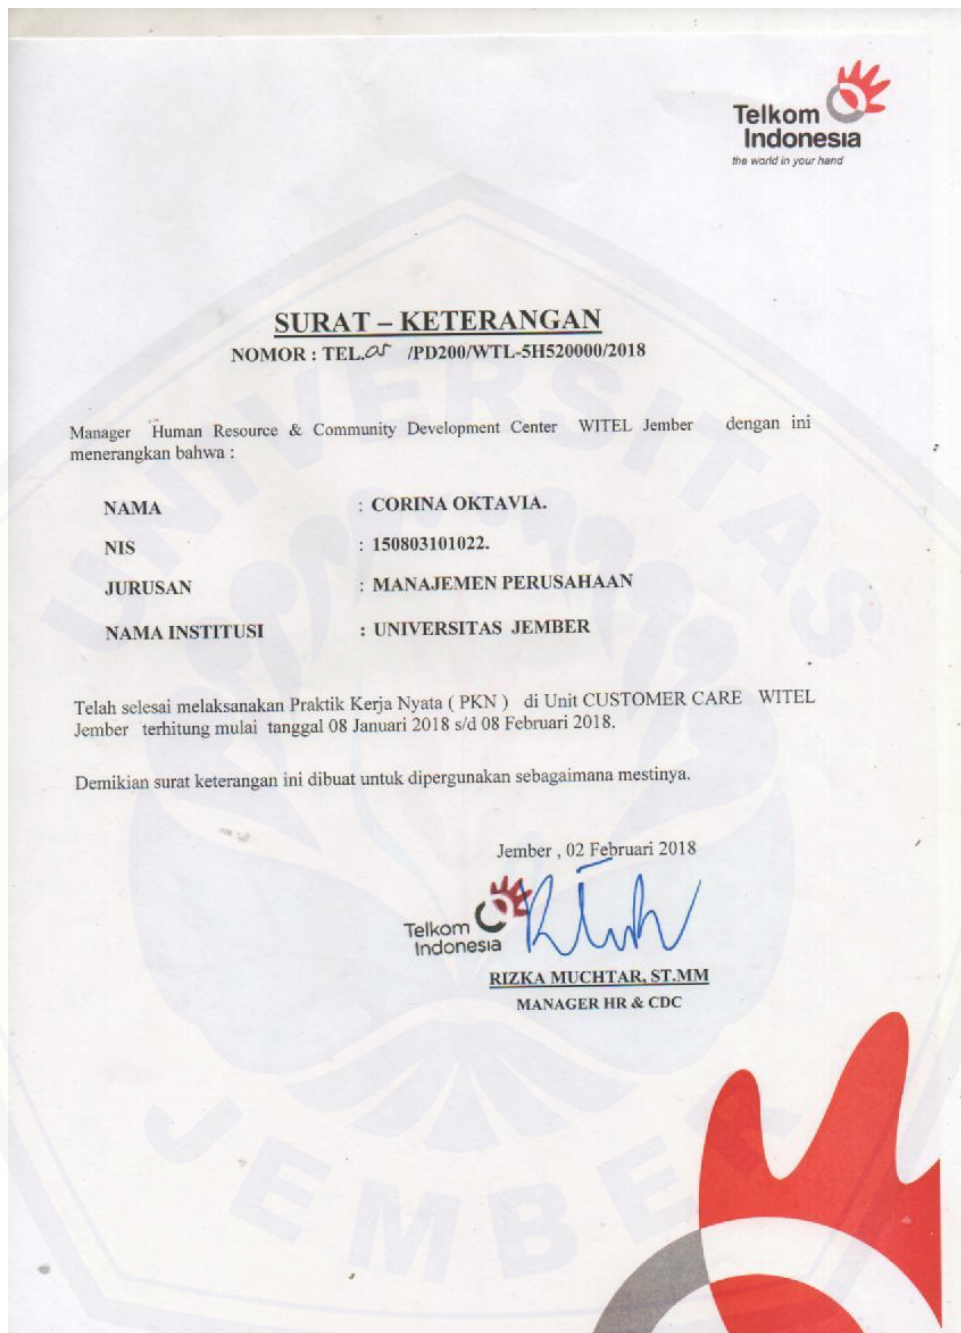 Telkom
Indonesia
the world in your hand
SURAT – KETERANGAN
NOMOR : TEL. /PD200/WTL-5H520000/2018
Manager Human Resource & Community Development Center WITEL Jember dengan ini
menerangkan bahwa :
NAMA : CORINA OKTAVIA.
NIS : 150803101022.
JURUSAN : MANAJEMEN PERUSAHAAN
NAMA INSTITUSI : UNIVERSITAS JEMBER
Telah selesai melaksanakan Praktik Kerja Nyata ( PKN ) di Unit CUSTOMER CARE WITEL
Jember terhitung mulai tanggal 08 Januari 2018 s/d 08 Februari 2018.
Demikian surat keterangan ini dibuat untuk dipergunakan sebagaimana mestinya.
Jember , 02 Februari 2018
Telkom
Indonesia
RIZKA MUCHTAR, ST.MM
MANAGER HR & CDC
UNIVERSITAS
JEMBER